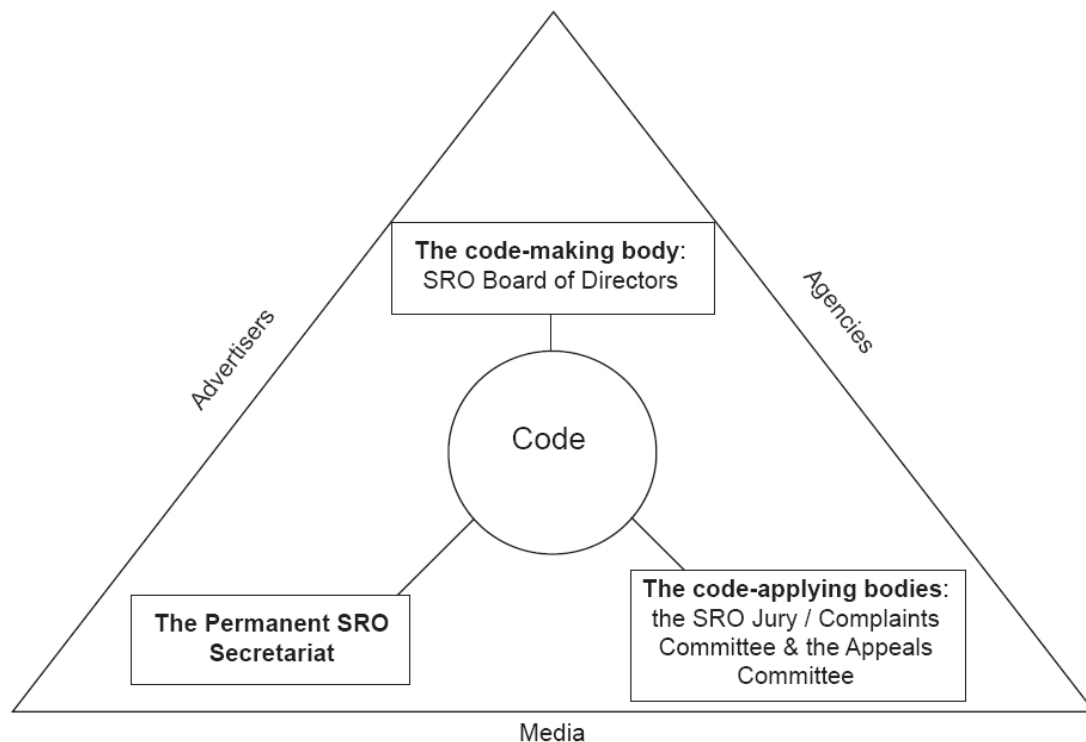 The code-making body:
SRO Board of Directors
Advertisers
Agencies
Code
The Permanent SRO
Secretariat
The code-applying bodies:
the SRO Jury / Complaints
Committee & the Appeals
Committee
Media